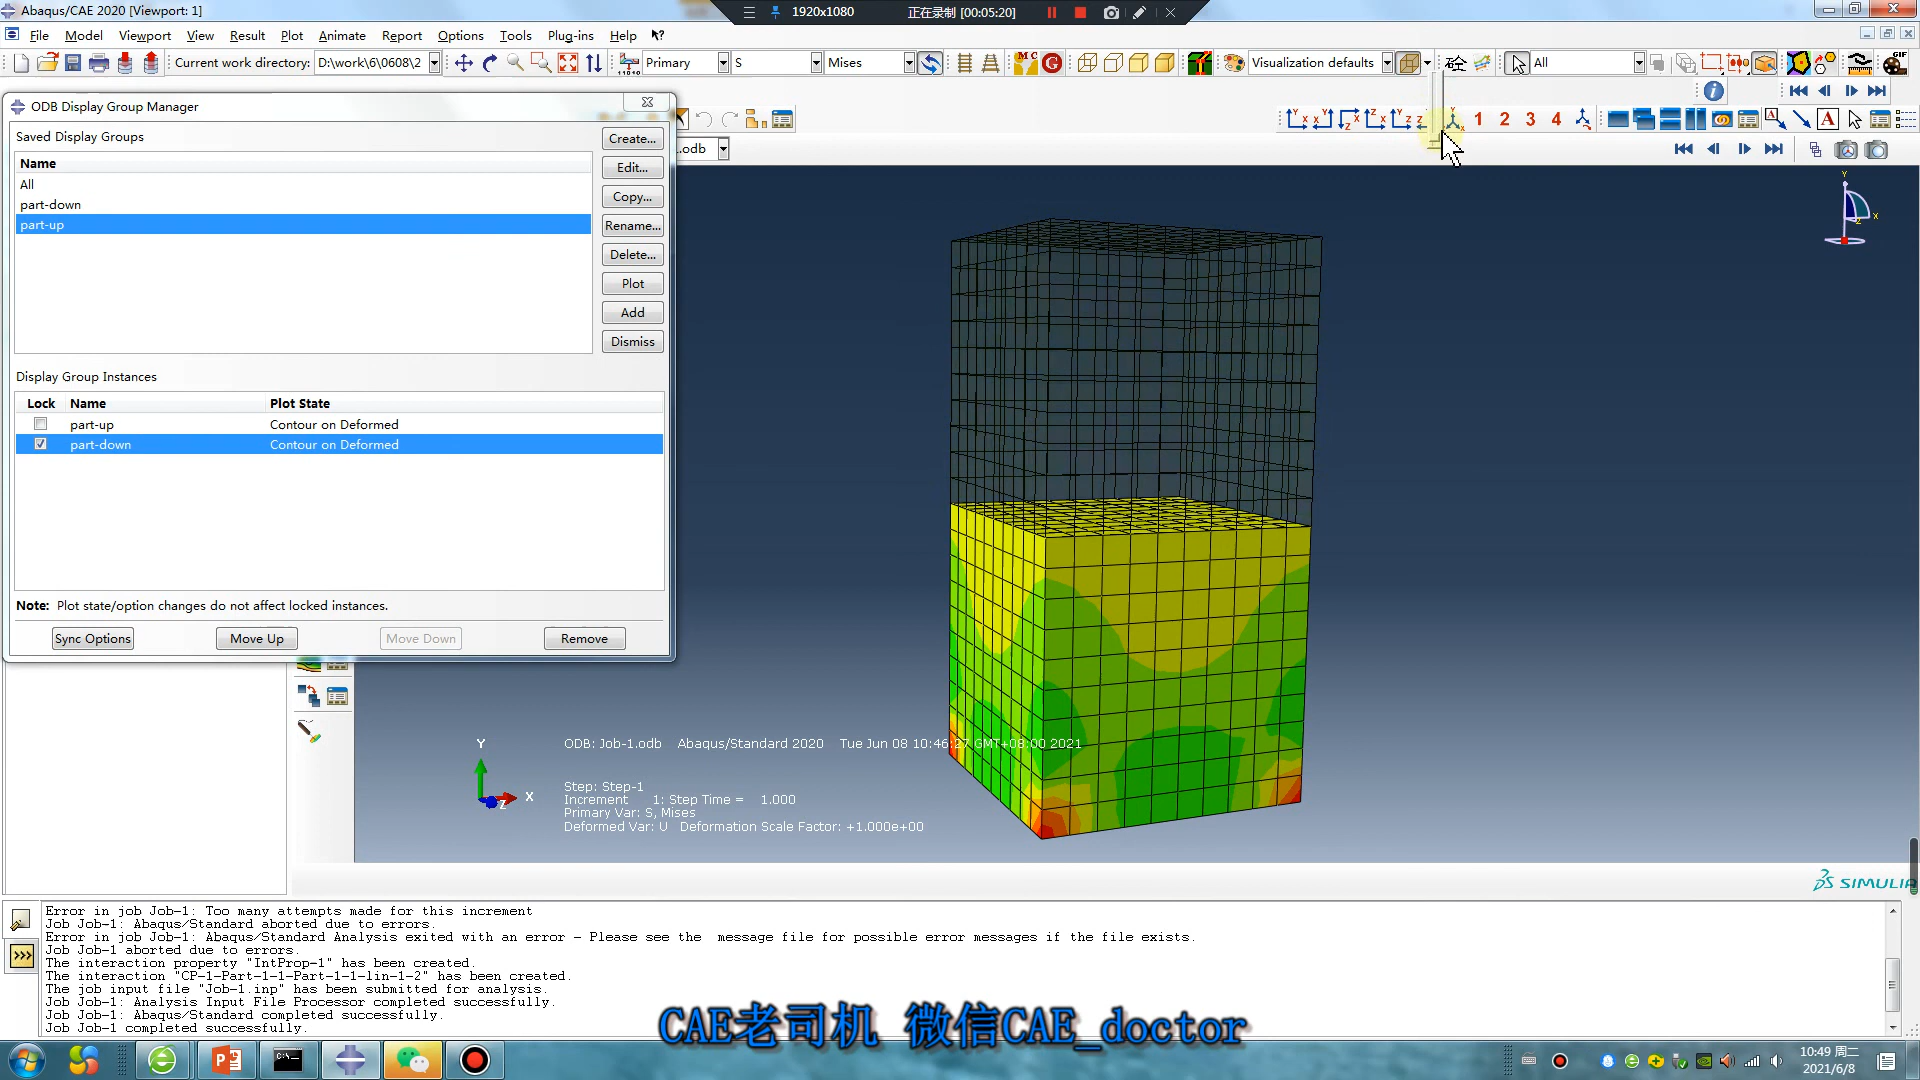 Abaqus/CAE 2020 [Viewport: 1]
1920x1080
正在录制 [00:05:20]
File Model Viewport View Result Plot Animate Report Options Tools Plug-ins Help
Current work directory: D:\work\6\0608\2
Primary S Mises
Visualization defaults
All
ODB Display Group Manager
Saved Display Groups
Name
All
part-down
part-up
Create...
Edit...
Copy...
Rename...
Delete...
Plot
Add
Dismiss
.odb
1 2 3 4
Display Group Instances
Lock Name Plot State
part-up Contour on Deformed
part-down Contour on Deformed
Note: Plot state/option changes do not affect locked instances.
Sync Options Move Up Move Down Remove
Y
X
Z
ODB: Job-1.odb Abaqus/Standard 2020 Tue Jun 08 10:46:27 GMT+08:00 2021
Step: Step-1
Increment 1: Step Time = 1.000
Primary Var: S, Mises
Deformed Var: U Deformation Scale Factor: +1.000e+00
SIMULIA
Error in job Job-1: Too many attempts made for this increment
Job Job-1: Abaqus/Standard aborted due to errors.
Error in job Job-1: Abaqus/Standard Analysis exited with an error - Please see the message file for possible error messages if the file exists.
Job Job-1 aborted due to errors.
The interaction property "IntProp-1" has been created.
The interaction "CP-1-Part-1-1-Part-1-1-lin-1-2" has been created.
The job input file "Job-1.inp" has been submitted for analysis.
Job Job-1: Analysis Input File Processor completed successfully.
Job Job-1: Abaqus/Standard completed successfully.
Job Job-1 completed successfully.
CAE老司机 微信CAE_doctor
10:49 周二
2021/6/8